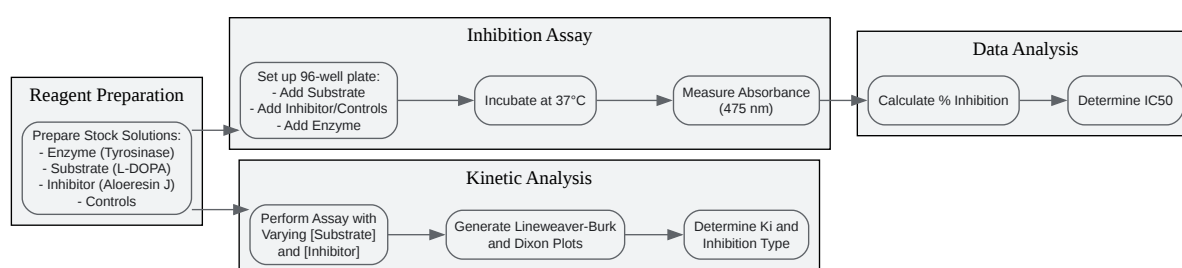 Reagent Preparation
Prepare Stock Solutions:
- Enzyme (Tyrosinase)
- Substrate (L-DOPA)
- Inhibitor (Aloeresin J)
- Controls
Inhibition Assay
Set up 96-well plate:
- Add Substrate
- Add Inhibitor/Controls
- Add Enzyme
Incubate at 37°C
Measure Absorbance
(475 nm)
Data Analysis
Calculate % Inhibition
Determine IC50
Kinetic Analysis
Perform Assay with
Varying [Substrate]
and [Inhibitor]
Generate Lineweaver-Burk
and Dixon Plots
Determine Ki and
Inhibition Type